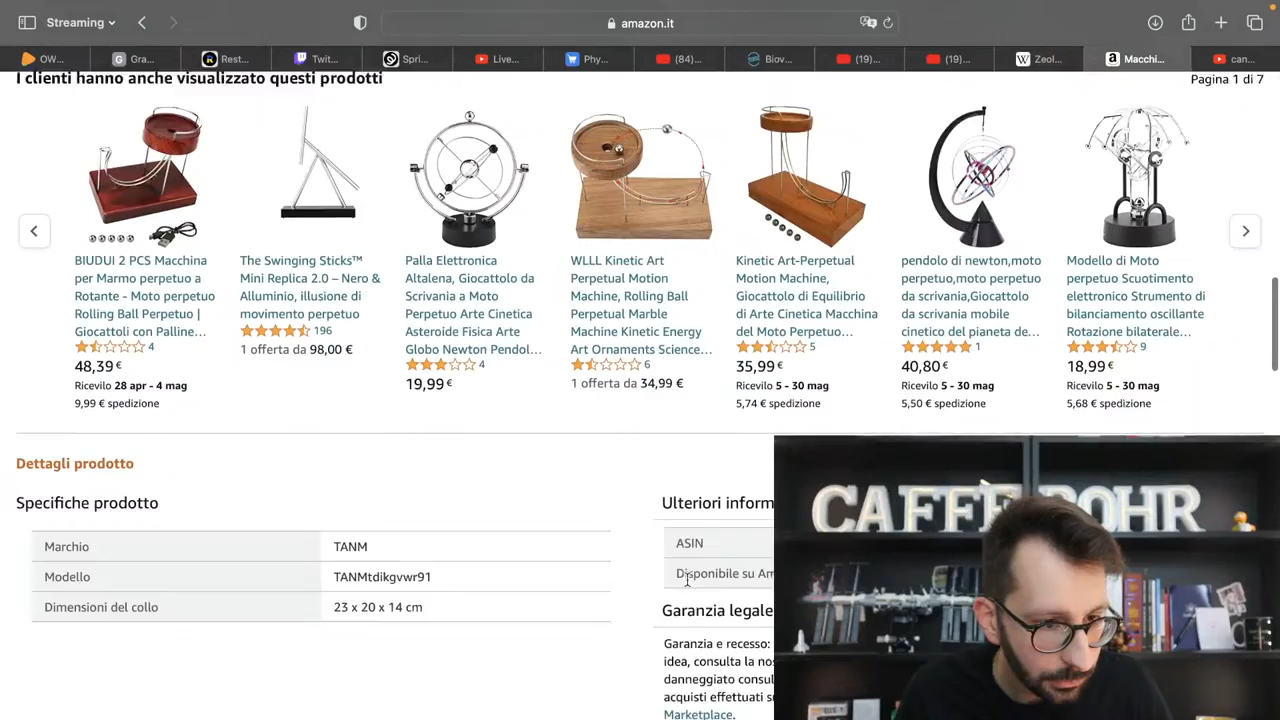 Streaming
amazon.it
OW...
Gra...
Rest...
Twit...
Spri...
Live...
Phy...
(84)...
Biov...
(19)...
(19)...
Zeol...
Macchi...
can...
I clienti hanno anche visualizzato questi prodotti
Pagina 1 di 7
BIUDUI 2 PCS Macchina
per Marmo perpetuo a
Rotante - Moto perpetuo
Rolling Ball Perpetuo |
Giocattoli con Palline...
4
48,39€
Ricevilo 28 apr - 4 mag
9,99 € spedizione
The Swinging Sticks™
Mini Replica 2.0 – Nero &
Alluminio, illusione di
movimento perpetuo
196
1 offerta da 98,00 €
Palla Elettronica
Altalena, Giocattolo da
Scrivania a Moto
Perpetuo Arte Cinetica
Asteroide Fisica Arte
Globo Newton Pendol...
4
19,99€
WLLL Kinetic Art
Perpetual Motion
Machine, Rolling Ball
Perpetual Marble
Machine Kinetic Energy
Art Ornaments Science...
6
1 offerta da 34,99 €
Kinetic Art-Perpetual
Motion Machine,
Giocattolo di Equilibrio
di Arte Cinetica Macchina
del Moto Perpetuo...
5
35,99€
Ricevilo 5 - 30 mag
5,74 € spedizione
pendolo di newton,moto
perpetuo,moto perpetuo
da scrivania,Giocattolo
da scrivania mobile
cinetico del pianeta de...
1
40,80€
Ricevilo 5 - 30 mag
5,50 € spedizione
Modello di Moto
perpetuo Scuotimento
elettronico Strumento di
bilanciamento oscillante
Rotazione bilaterale...
9
18,99€
Ricevilo 5 - 30 mag
5,68 € spedizione
Dettagli prodotto
Specifiche prodotto
Marchio TANM
Modello TANMtdikgvwr91
Dimensioni del collo 23 x 20 x 14 cm
Ulteriori inform
ASIN
Disponibile su Am
Garanzia legale
Garanzia e recesso:
idea, consulta la no
danneggiato consul
acquisti effettuati su
Marketplace.
CAFFE BOHR